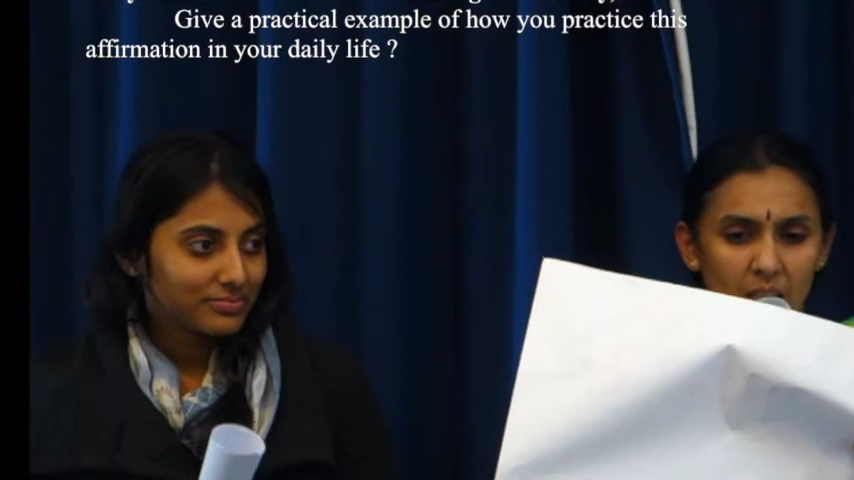 Give a practical example of how you practice this
affirmation in your daily life ?